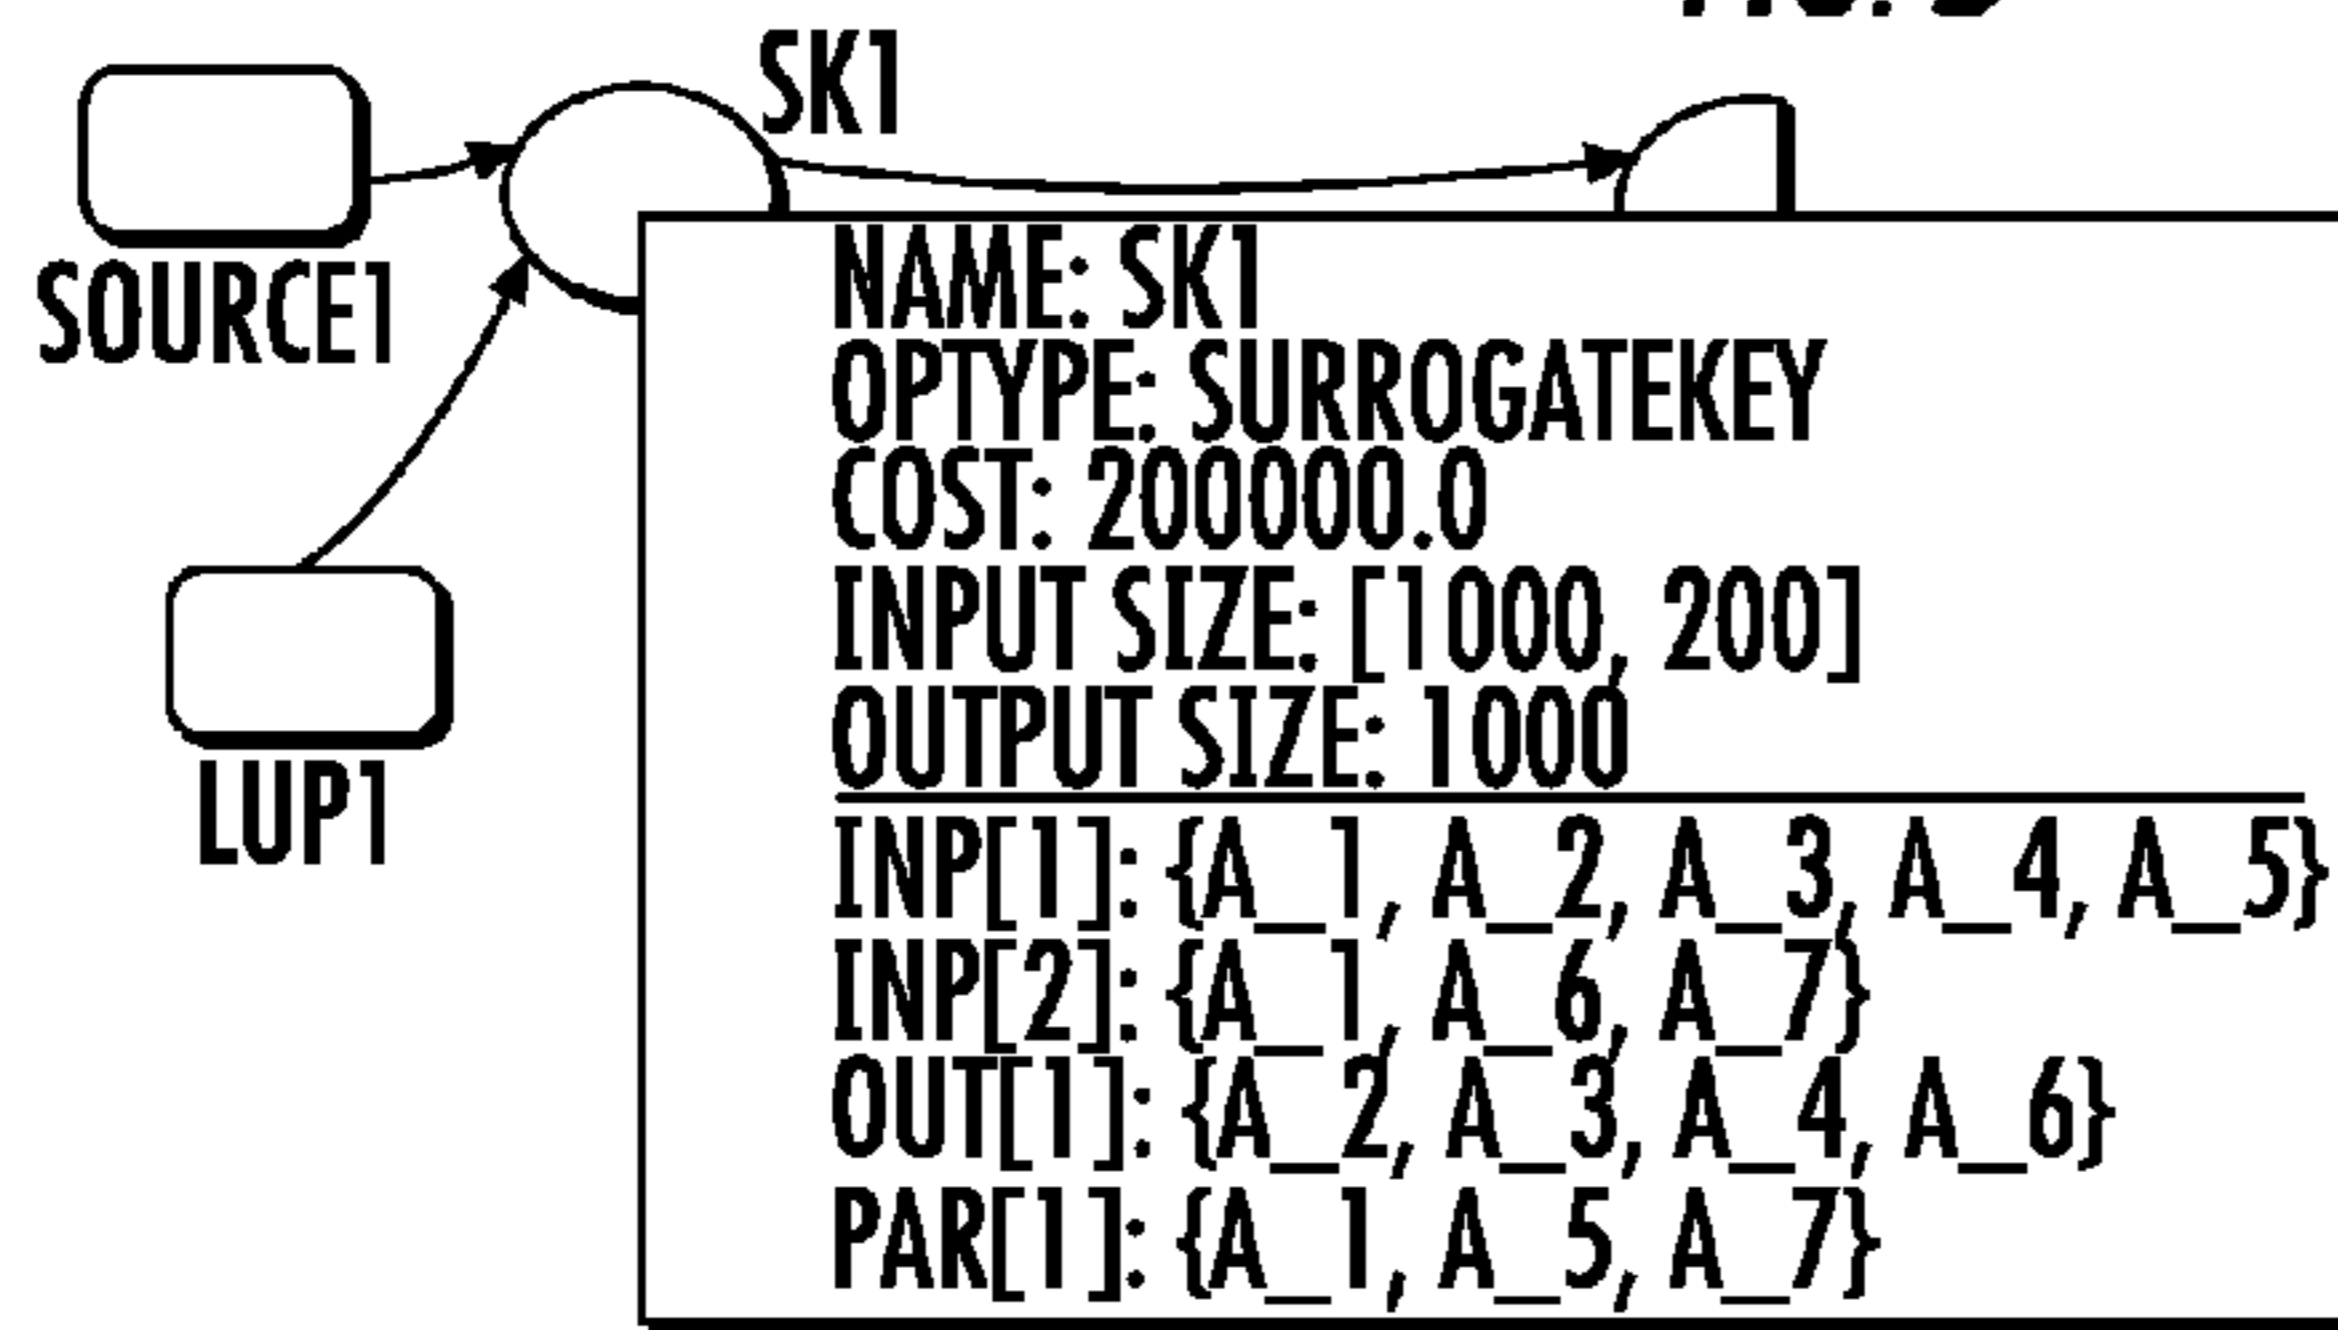 SK1
SOURCE1
LUP1
NAME: SK1
OPTYPE: SURROGATEKEY
COST: 200000.0
INPUT SIZE: [1000, 200]
OUTPUT SIZE: 1000
INP[1]: {A_1, A_2, A_3, A_4, A_5}
INP[2]: {A_1, A_6, A_7}
OUT[1]: {A_2, A_3, A_4, A_6}
PAR[1]: {A_1, A_5, A_7}